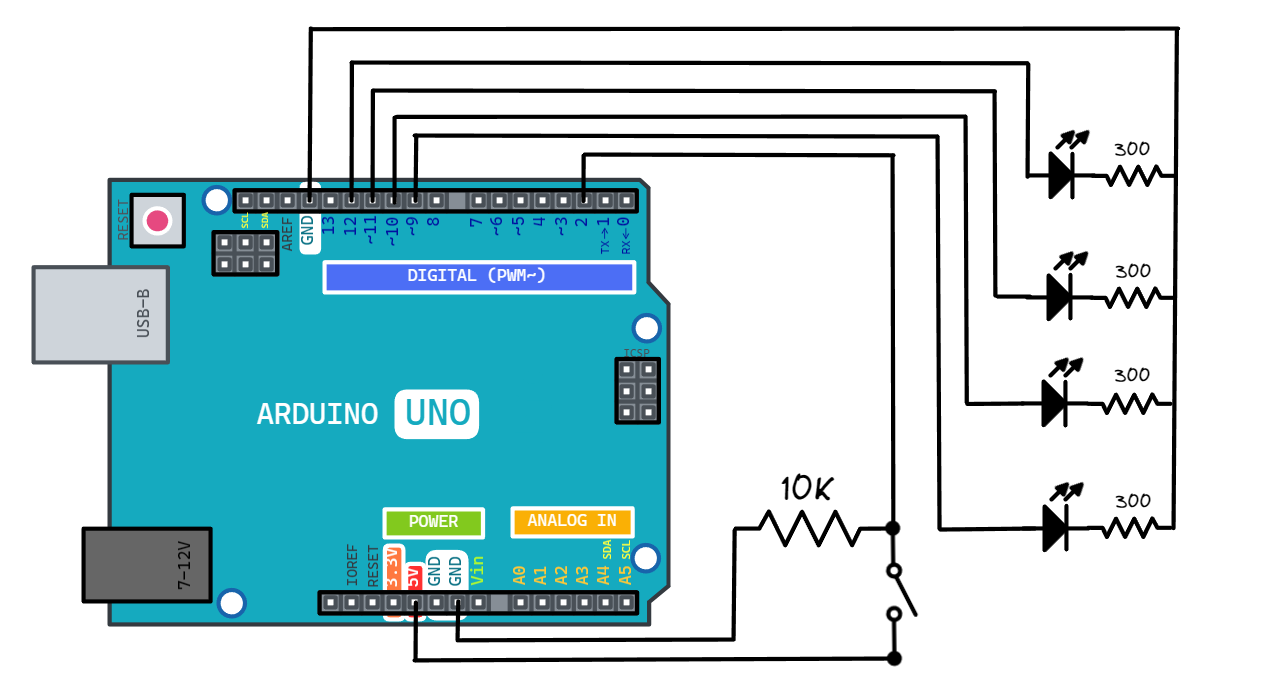 300
RESET
SCL
SDA
AREF
GND
13
12
~11
~10
~9
8
7
~6
~5
4
~3
2
TX→1
RX←0
DIGITAL (PWM~)
300
USB-B
ICSP
ARDUINO UNO
300
10K
300
POWER
ANALOG IN
7-12V
IOREF
RESET
3.3V
5V
GND
GND
Vin
A0
A1
A2
A3
A4
SDA
A5
SCL